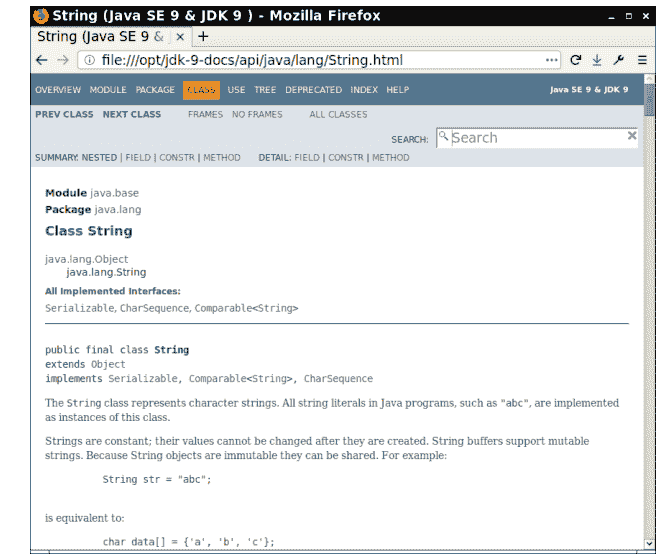 String (Java SE 9 & JDK 9 ) - Mozilla Firefox
String (Java SE 9 & J × +
file:///opt/jdk-9-docs/api/java/lang/String.html
OVERVIEW MODULE PACKAGE CLASS USE TREE DEPRECATED INDEX HELP Java SE 9 & JDK 9
PREV CLASS NEXT CLASS FRAMES NO FRAMES ALL CLASSES
SEARCH: Search
SUMMARY: NESTED | FIELD | CONSTR | METHOD DETAIL: FIELD | CONSTR | METHOD
Module java.base
Package java.lang
Class String
java.lang.Object
java.lang.String
All Implemented Interfaces:
Serializable, CharSequence, Comparable<String>
public final class String
extends Object
implements Serializable, Comparable<String>, CharSequence
The String class represents character strings. All string literals in Java programs, such as "abc", are implemented
as instances of this class.
Strings are constant; their values cannot be changed after they are created. String buffers support mutable
strings. Because String objects are immutable they can be shared. For example:
String str = "abc";
is equivalent to:
char data[] = {'a', 'b', 'c'};